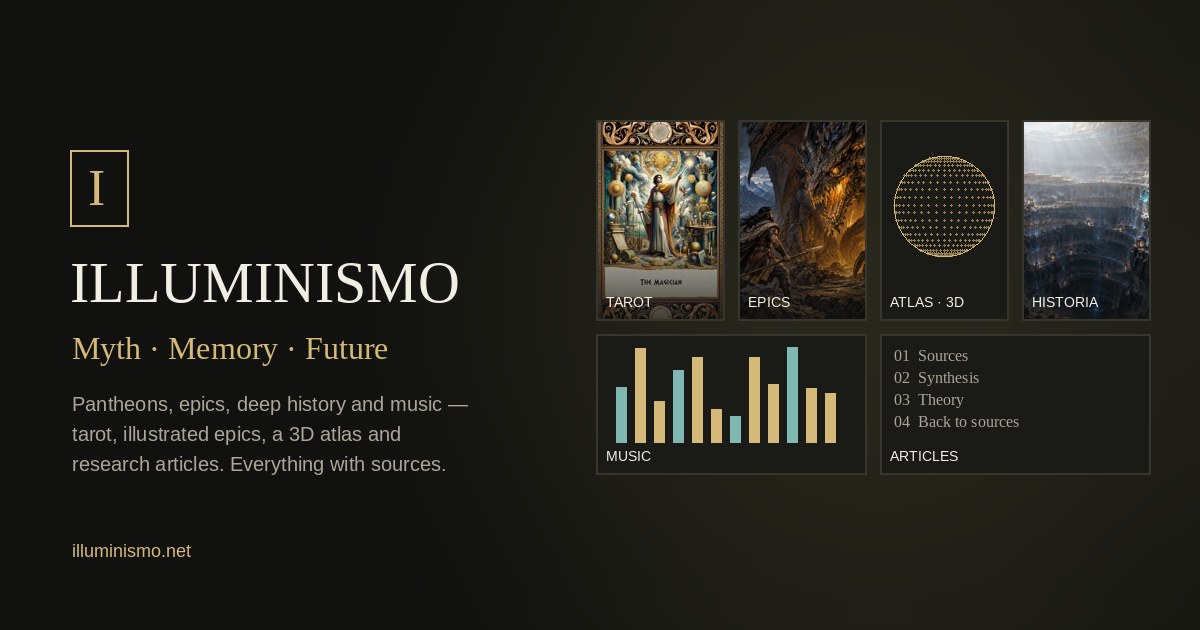 I
ILLUMINISMO
Myth · Memory · Future
Pantheons, epics, deep history and music —
tarot, illustrated epics, a 3D atlas and
research articles. Everything with sources.
illuminismo.net
THE MAGICIAN
TAROT
EPICS
ATLAS · 3D
HISTORIA
MUSIC
01 Sources
02 Synthesis
03 Theory
04 Back to sources
ARTICLES